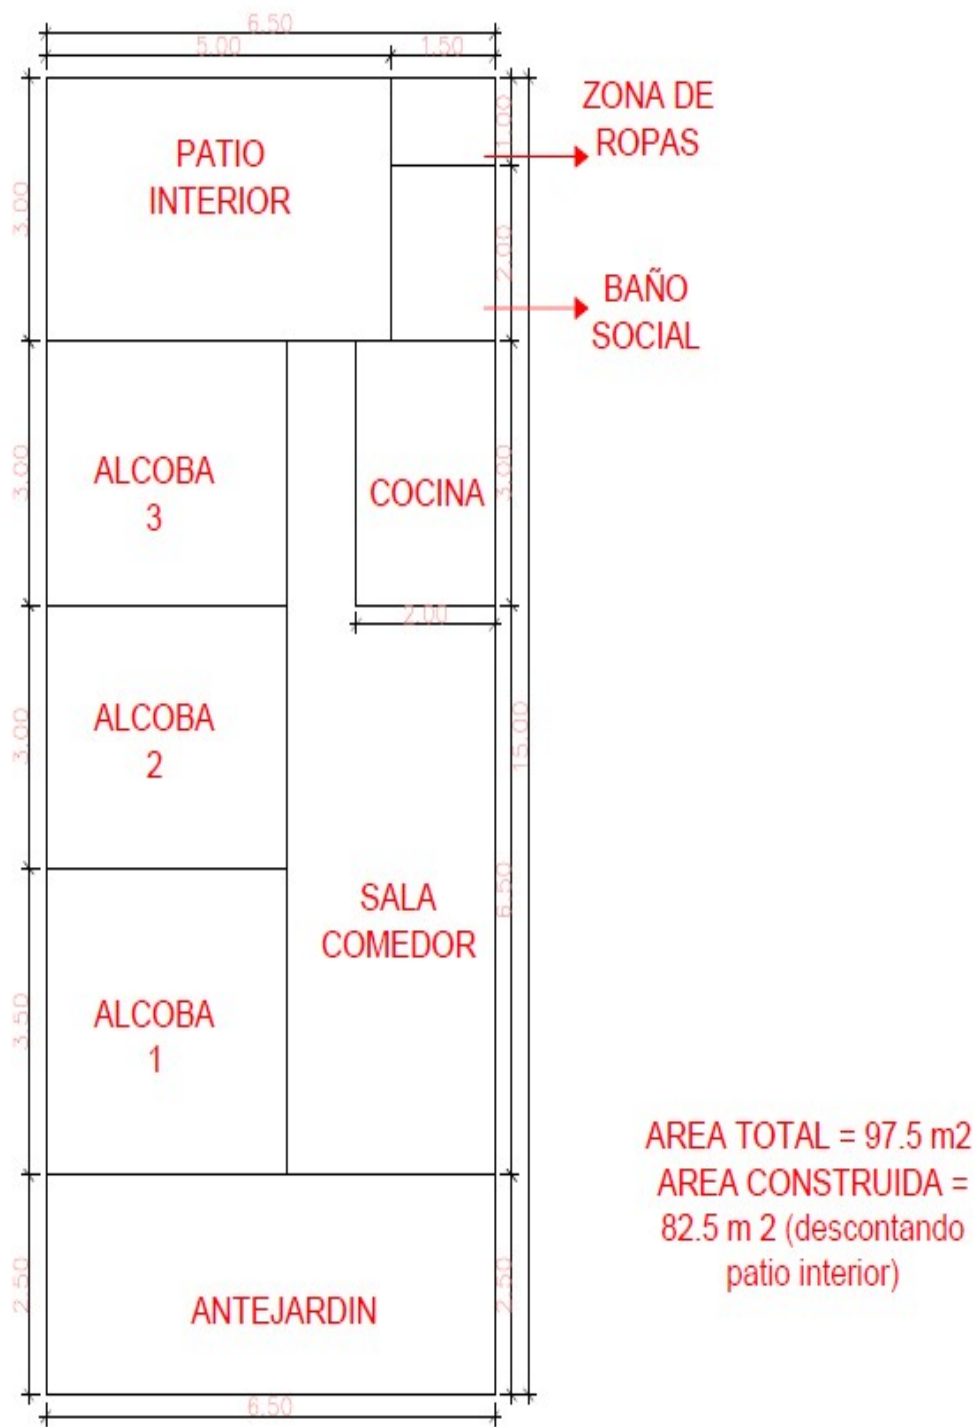 6.50
5.00
1.50
ZONA DE
ROPAS
1.00
PATIO
INTERIOR
3.00
2.00
BAÑO
SOCIAL
ALCOBA
3
3.00
COCINA
3.00
2.00
ALCOBA
2
3.00
15.00
SALA
COMEDOR
6.50
ALCOBA
1
3.50
AREA TOTAL = 97.5 m2
AREA CONSTRUIDA =
82.5 m 2 (descontando
patio interior)
2.50
ANTEJARDIN
2.50
6.50